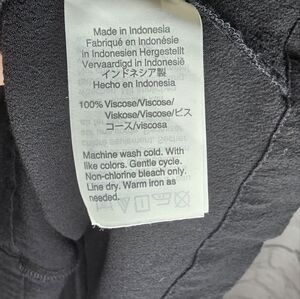 Made in Indonesia
Fabriqué en Indonésie
in Indonesien Hergestellt
Vervaardigd in Indonesië
インドネシア製
Hecho en Indonesia
100% Viscose/Viscose/
Viskose/Viscose/ビス
コース/viscosa
Machine wash cold. With
like colors. Gentle cycle.
Non-chlorine bleach only.
Line dry. Warm iron as
needed.